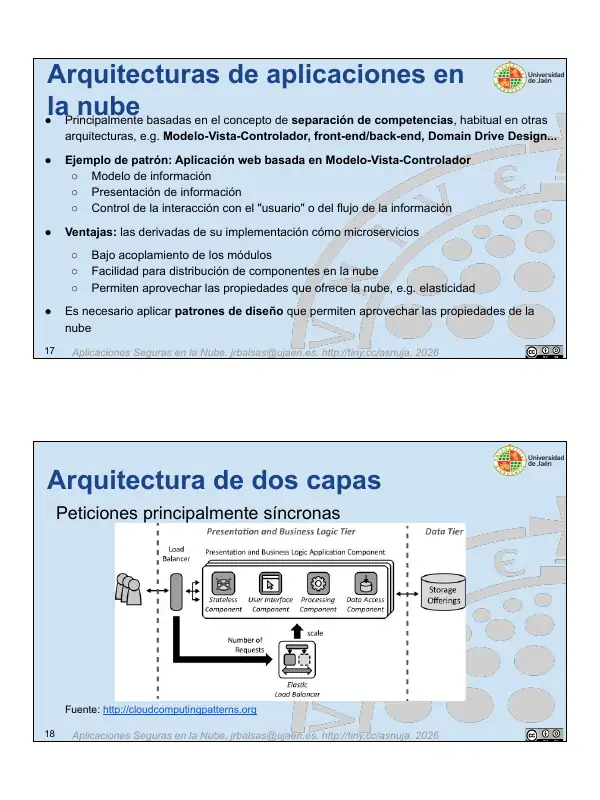 Arquitecturas de aplicaciones en
la nube
Universidad
de Jaén
● Principalmente basadas en el concepto de separación de competencias, habitual en otras
arquitecturas, e.g. Modelo-Vista-Controlador, front-end/back-end, Domain Drive Design...
● Ejemplo de patrón: Aplicación web basada en Modelo-Vista-Controlador
○ Modelo de información
○ Presentación de información
○ Control de la interacción con el "usuario" o del flujo de la información
● Ventajas: las derivadas de su implementación cómo microservicios
○ Bajo acoplamiento de los módulos
○ Facilidad para distribución de componentes en la nube
○ Permiten aprovechar las propiedades que ofrece la nube, e.g. elasticidad
● Es necesario aplicar patrones de diseño que permiten aprovechar las propiedades de la
nube
17 Aplicaciones Seguras en la Nube. jrbalsas@ujaen.es. http://tiny.cc/asnuja. 2026
Universidad
de Jaén
Arquitectura de dos capas
Peticiones principalmente síncronas
Presentation and Business Logic Tier
Data Tier
Load
Balancer
Presentation and Business Logic Application Component
Stateless
Component
User Interface
Component
Processing
Component
Data Access
Component
Storage
Offerings
Number of
Requests
scale
Elastic
Load Balancer
Fuente: http://cloudcomputingpatterns.org
18 Aplicaciones Seguras en la Nube. jrbalsas@ujaen.es. http://tiny.cc/asnuja. 2026